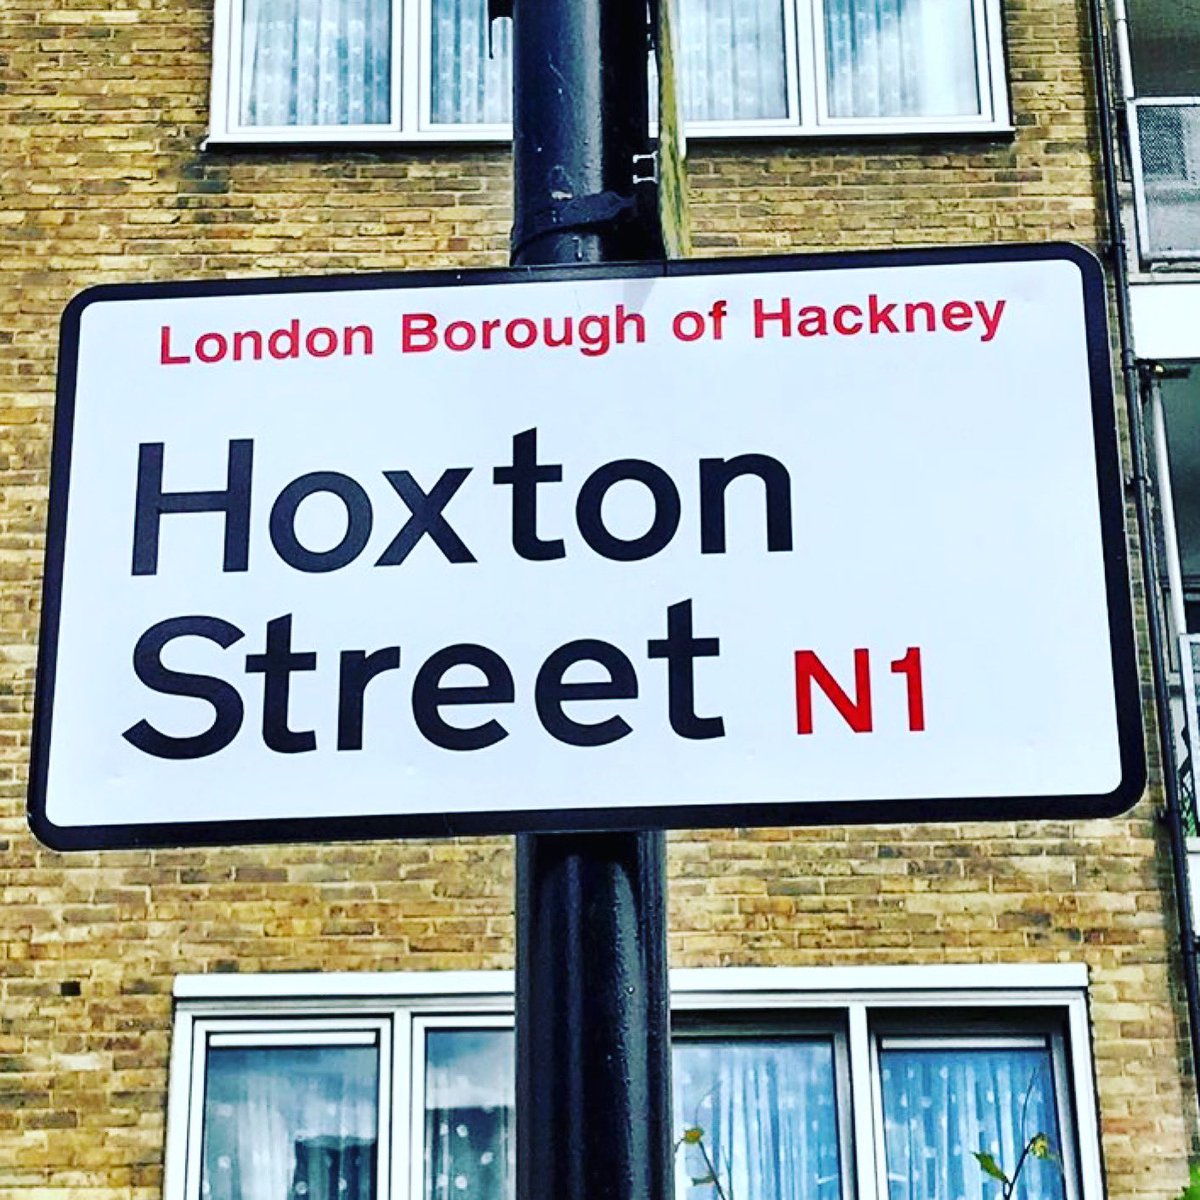 London Borough of Hackney
Hoxton
Street N1